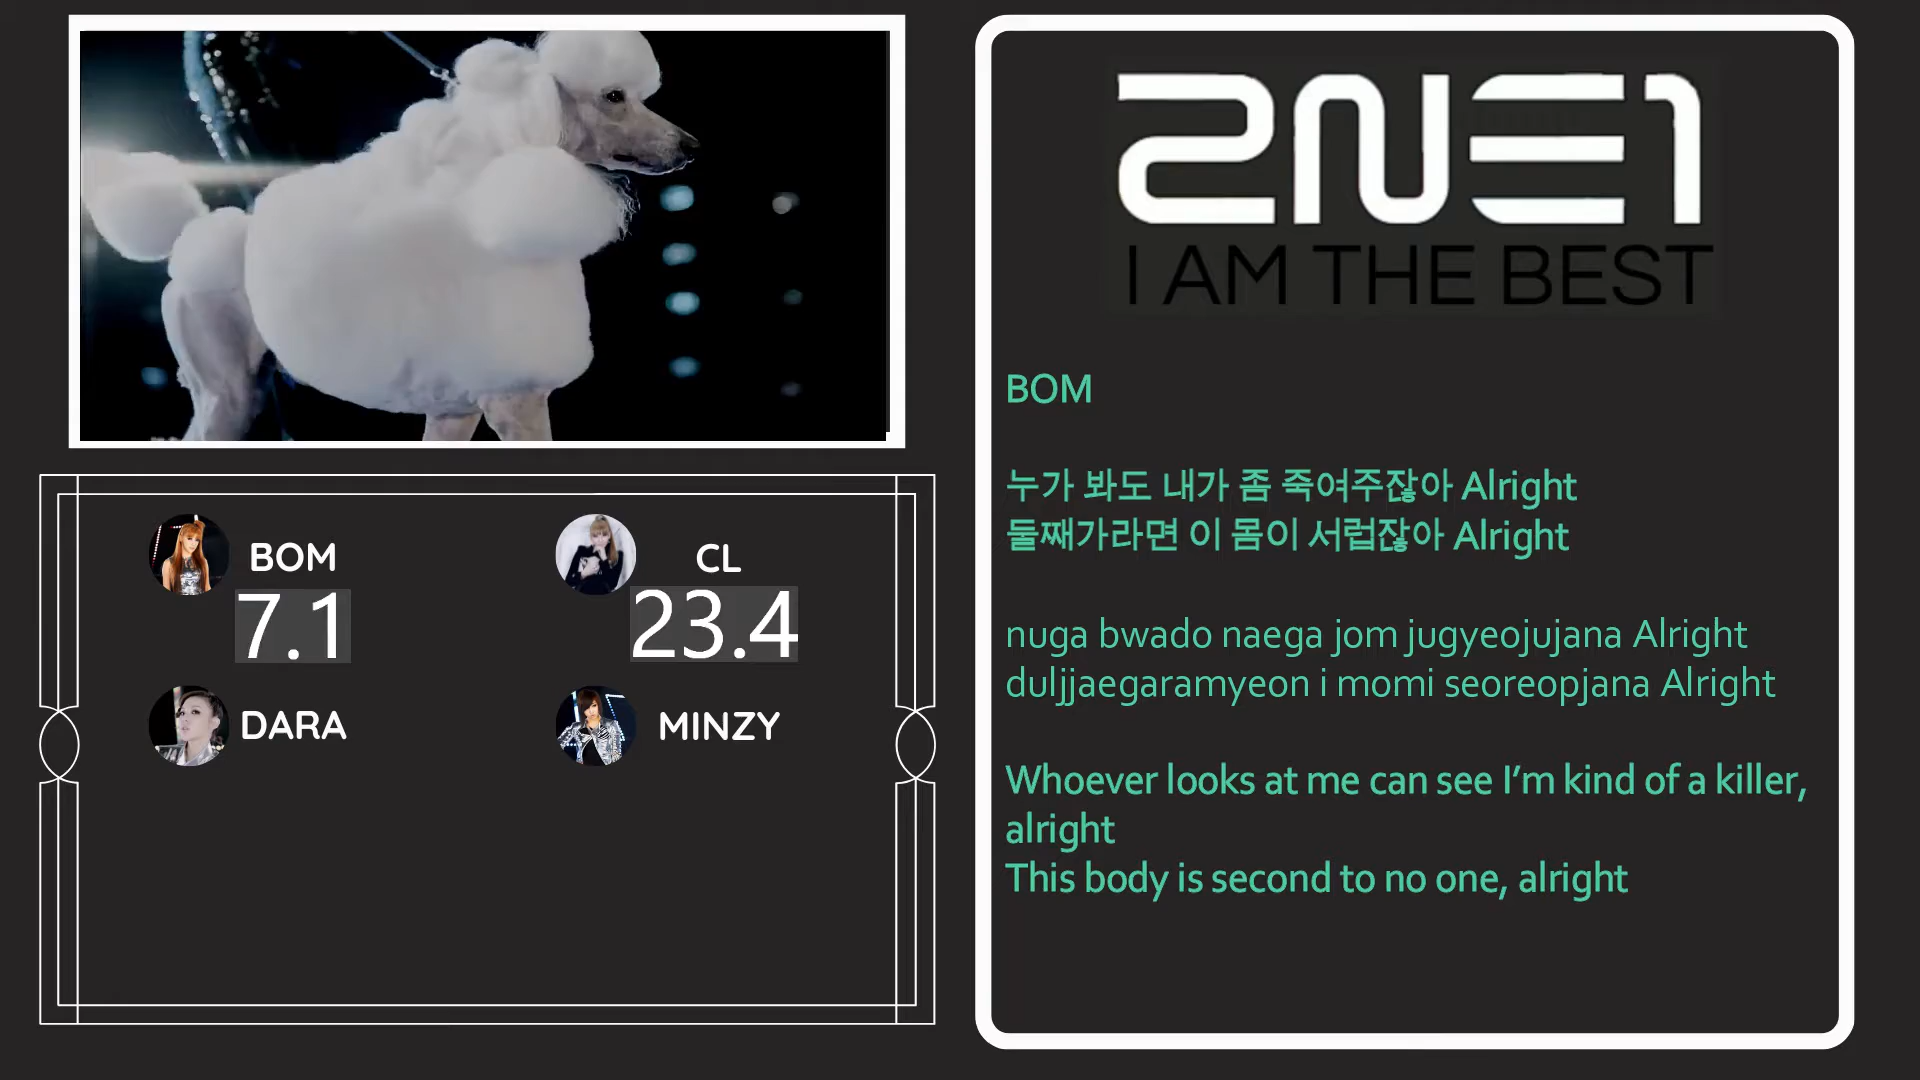 2NE1
I AM THE BEST
BOM
누가 봐도 내가 좀 죽여주잖아 Alright
둘째가라면 이 몸이 서럽잖아 Alright
nuga bwado naega jom jugyeojujana Alright
duljjaegaramyeon i momi seoreopjana Alright
Whoever looks at me can see I’m kind of a killer,
alright
This body is second to no one, alright
BOM
7.1
CL
23.4
DARA
MINZY